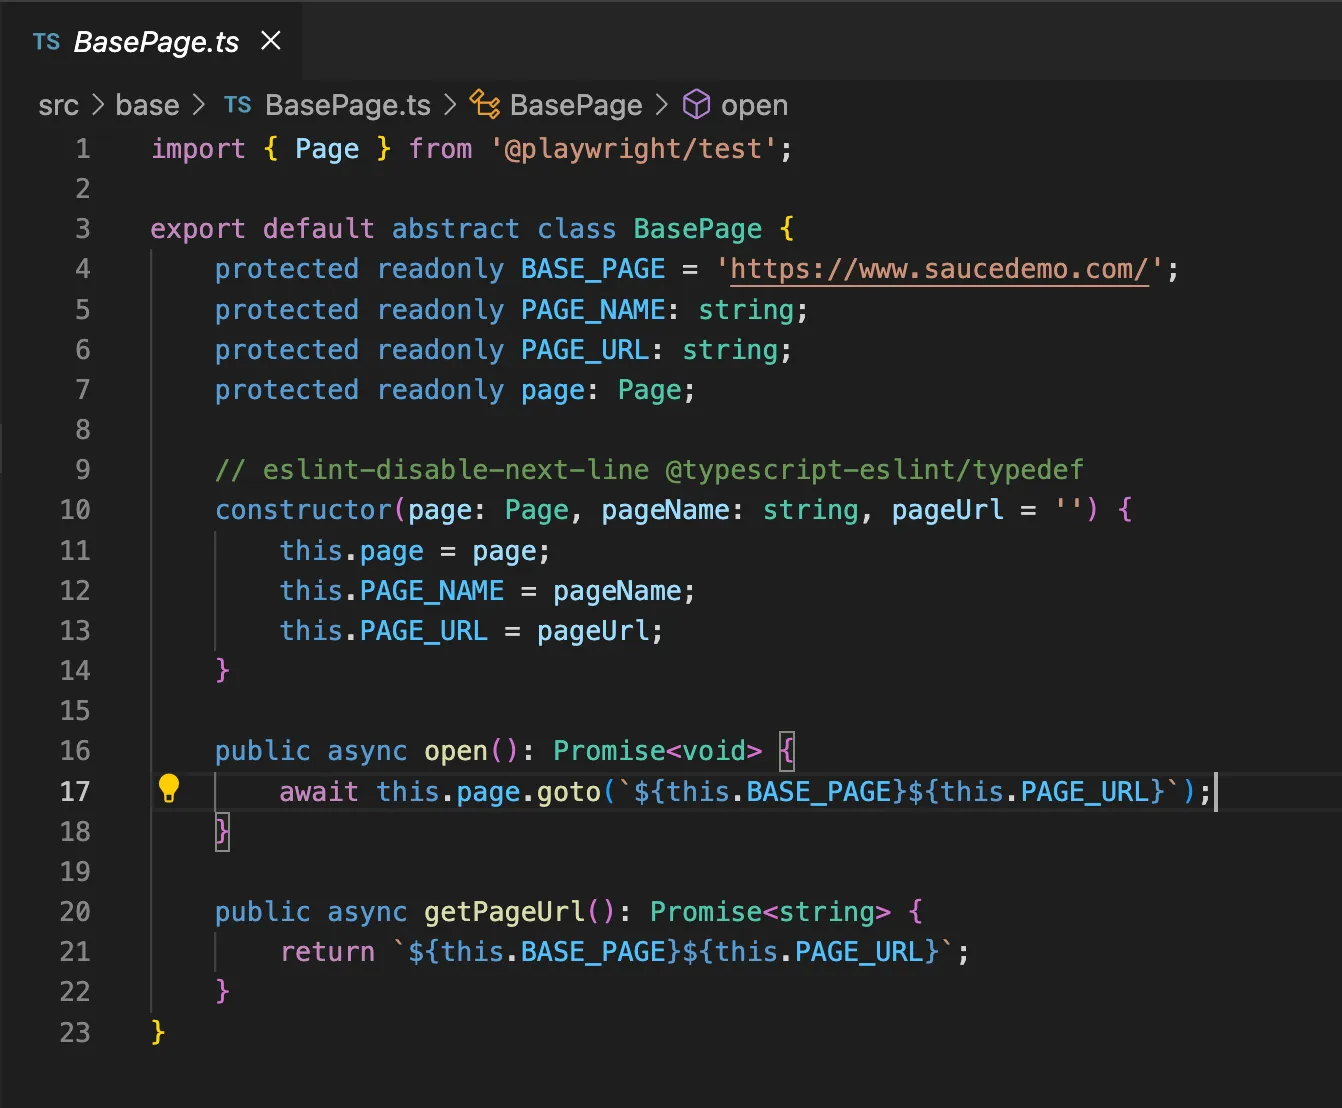 TS BasePage.ts ×
src > base > TS BasePage.ts > BasePage > open
1 import { Page } from '@playwright/test';
2
3 export default abstract class BasePage {
4     protected readonly BASE_PAGE = 'https://www.saucedemo.com/';
5     protected readonly PAGE_NAME: string;
6     protected readonly PAGE_URL: string;
7     protected readonly page: Page;
8
9     // eslint-disable-next-line @typescript-eslint/typedef
10     constructor(page: Page, pageName: string, pageUrl = '') {
11         this.page = page;
12         this.PAGE_NAME = pageName;
13         this.PAGE_URL = pageUrl;
14     }
15
16     public async open(): Promise<void> {
17         await this.page.goto(`${this.BASE_PAGE}${this.PAGE_URL}`);
18     }
19
20     public async getPageUrl(): Promise<string> {
21         return `${this.BASE_PAGE}${this.PAGE_URL}`;
22     }
23 }